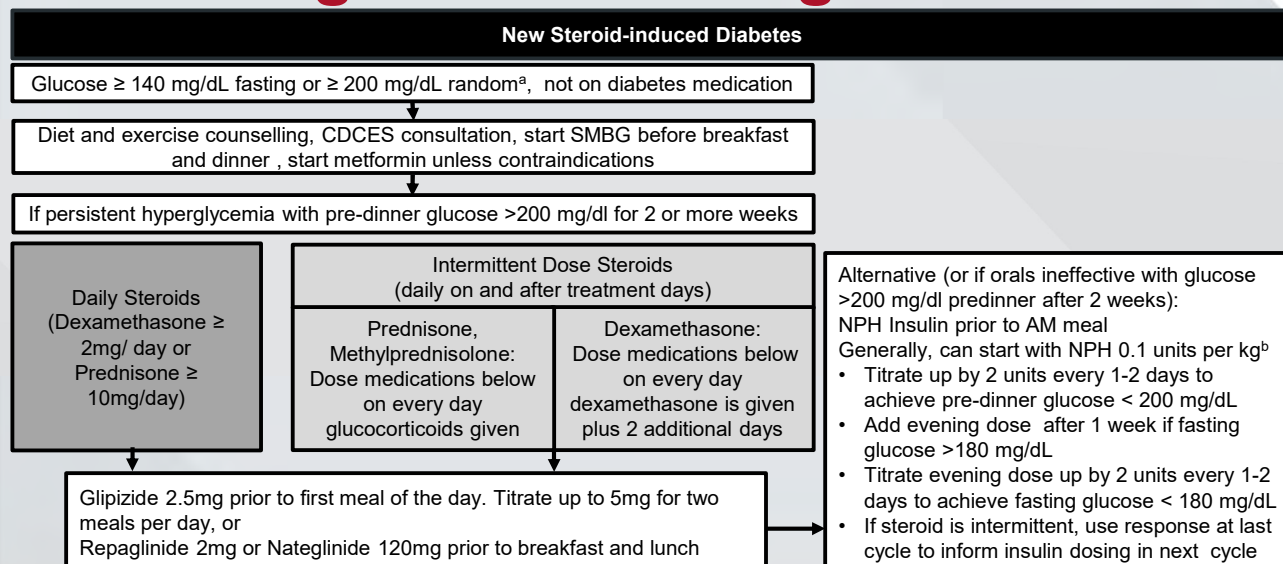 New Steroid-induced Diabetes
Glucose ≥ 140 mg/dL fasting or ≥ 200 mg/dL randomᵃ, not on diabetes medication
Diet and exercise counselling, CDCES consultation, start SMBG before breakfast
and dinner , start metformin unless contraindications
If persistent hyperglycemia with pre-dinner glucose >200 mg/dl for 2 or more weeks
Daily Steroids
(Dexamethasone ≥
2mg/ day or
Prednisone ≥
10mg/day)
Intermittent Dose Steroids
(daily on and after treatment days)
Prednisone,
Methylprednisolone:
Dose medications below
on every day
glucocorticoids given
Dexamethasone:
Dose medications below
on every day
dexamethasone is given
plus 2 additional days
Glipizide 2.5mg prior to first meal of the day. Titrate up to 5mg for two
meals per day, or
Repaglinide 2mg or Nateglinide 120mg prior to breakfast and lunch
Alternative (or if orals ineffective with glucose
>200 mg/dl predinner after 2 weeks):
NPH Insulin prior to AM meal
Generally, can start with NPH 0.1 units per kgᵇ
• Titrate up by 2 units every 1-2 days to
achieve pre-dinner glucose < 200 mg/dL
• Add evening dose after 1 week if fasting
glucose >180 mg/dL
• Titrate evening dose up by 2 units every 1-2
days to achieve fasting glucose < 180 mg/dL
• If steroid is intermittent, use response at last
cycle to inform insulin dosing in next cycle